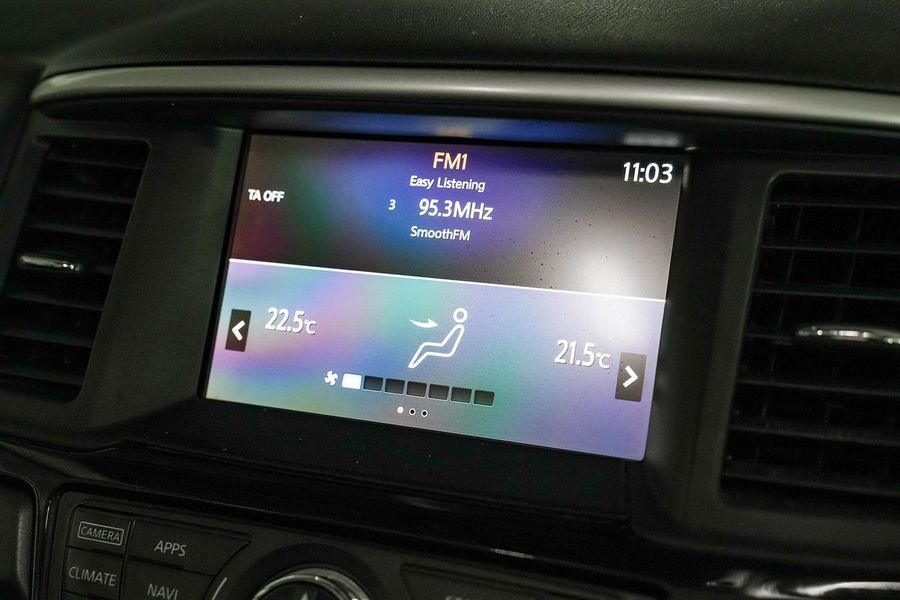 FM1
11:03
Easy Listening
TA OFF
3 95.3MHz
SmoothFM
22.5°C
21.5°C
CAMERA
APPS
CLIMATE
NAVI